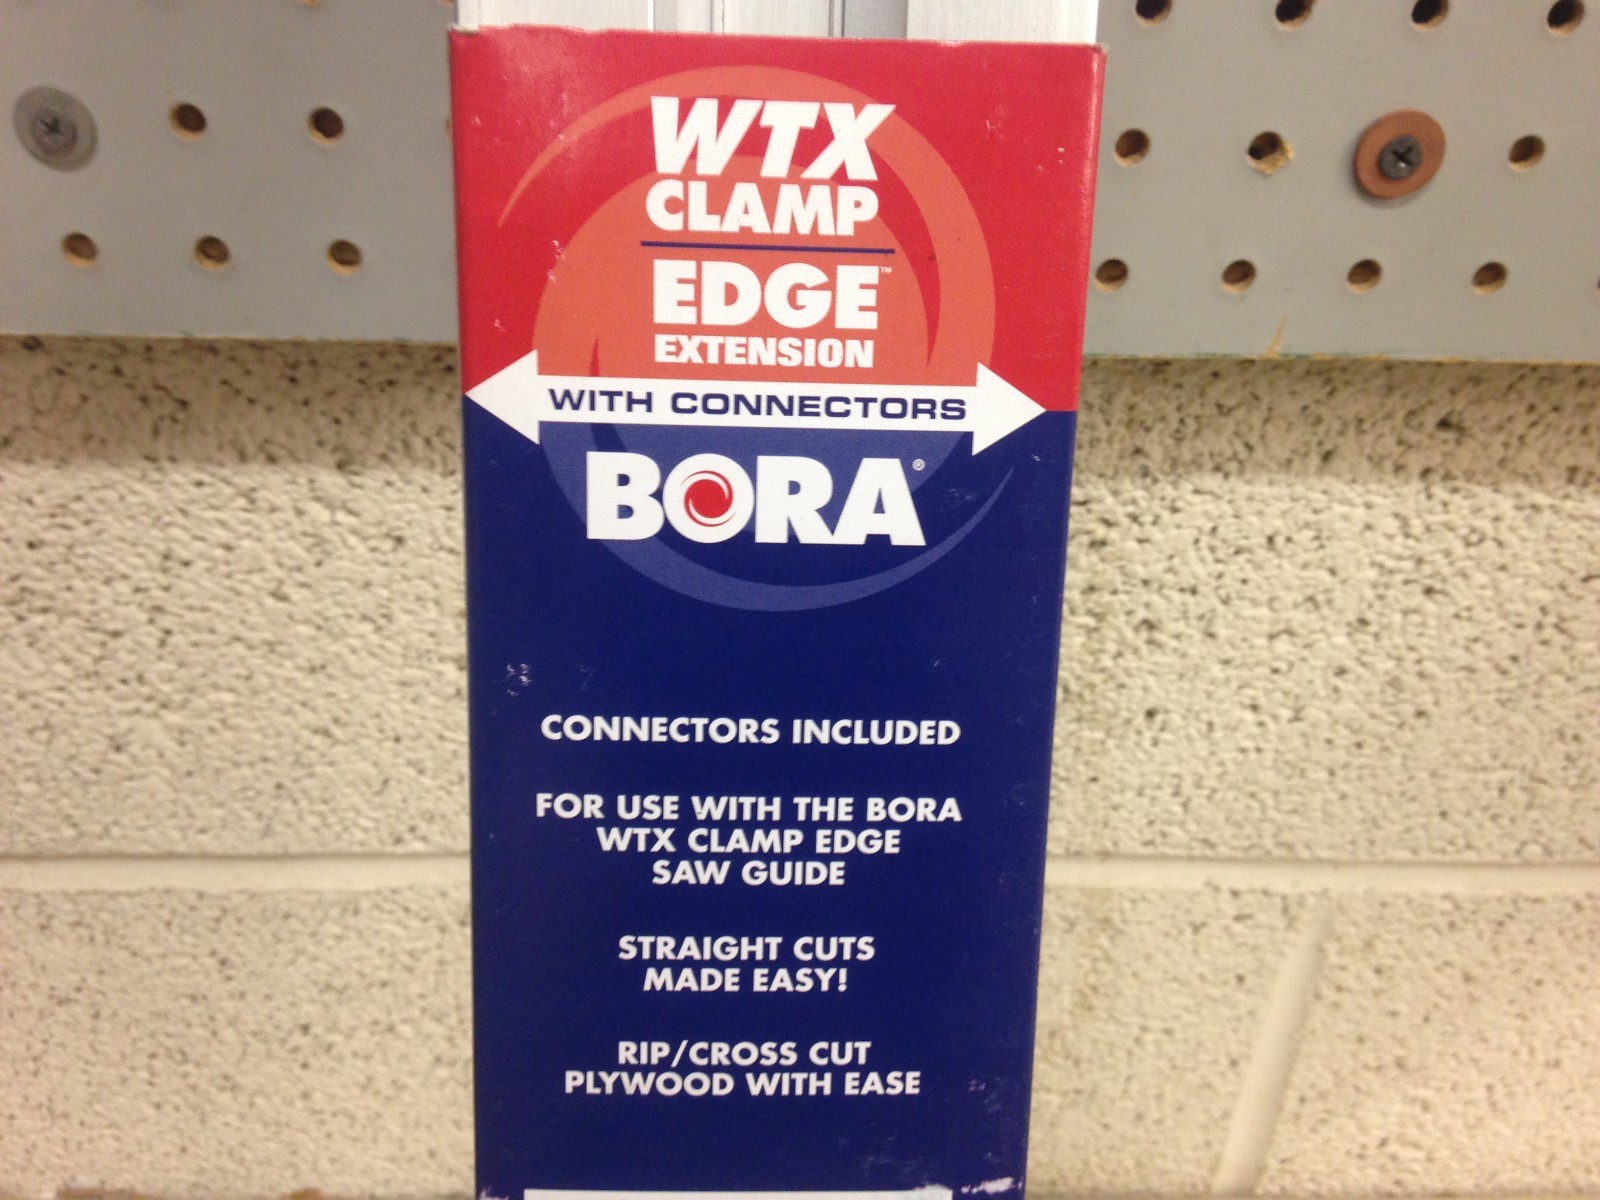 WTX
CLAMP
EDGE™
EXTENSION
WITH CONNECTORS
BORA®
CONNECTORS INCLUDED
FOR USE WITH THE BORA
WTX CLAMP EDGE
SAW GUIDE
STRAIGHT CUTS
MADE EASY!
RIP/CROSS CUT
PLYWOOD WITH EASE